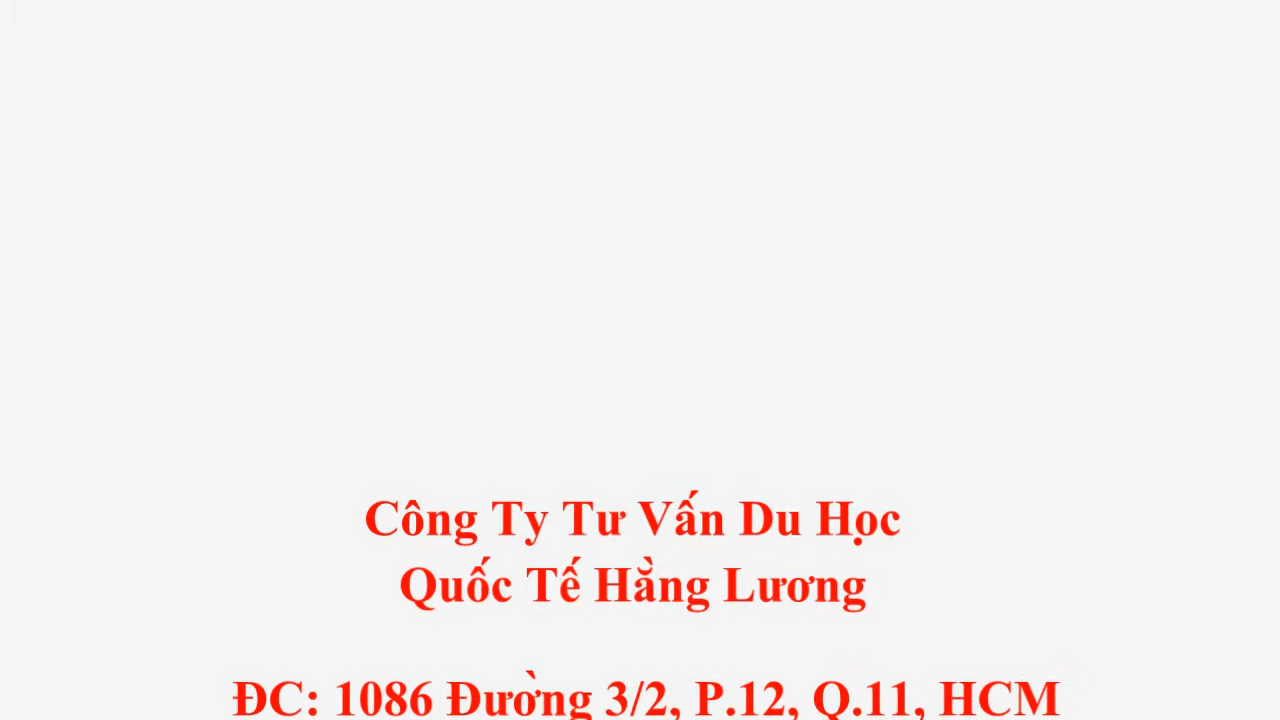 Công Ty Tư Vấn Du Học
Quốc Tế Hằng Lương
ĐC: 1086 Đường 3/2, P.12, Q.11, HCM